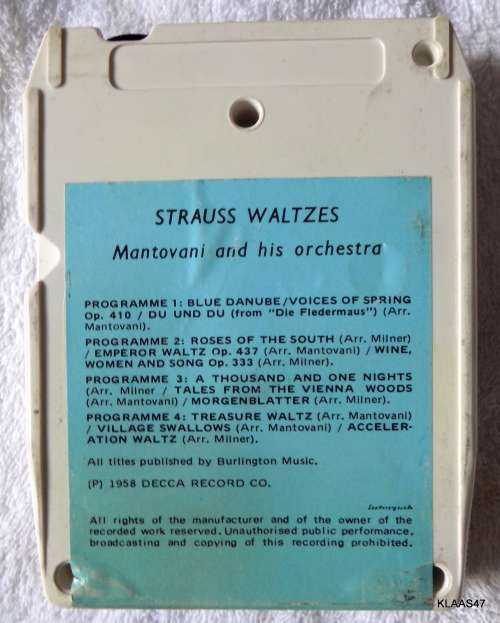 STRAUSS WALTZES
Mantovani and his orchestra
PROGRAMME 1: BLUE DANUBE/VOICES OF SPRING
Op. 410 / DU UND DU (from "Die Fledermaus") (Arr.
Mantovani).
PROGRAMME 2: ROSES OF THE SOUTH (Arr. Milner)
/ EMPEROR WALTZ Op. 437 (Arr. Mantovani) / WINE,
WOMEN AND SONG Op. 333 (Arr. Milner).
PROGRAMME 3: A THOUSAND AND ONE NIGHTS
(Arr. Milner / TALES FROM THE VIENNA WOODS
(Arr. Mantovani) / MORGENBLATTER (Arr. Milner).
PROGRAMME 4: TREASURE WALTZ (Arr. Mantovani)
/ VILLAGE SWALLOWS (Arr. Mantovani) / ACCELER-
ATION WALTZ (Arr. Milner).
All titles published by Burlington Music.
(P) 1958 DECCA RECORD CO.
All rights of the manufacturer and of the owner of the
recorded work reserved. Unauthorised public performance,
broadcasting and copying of this recording prohibited.
KLAAS47